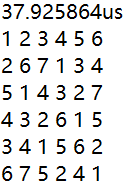 37.925864us
1 2 3 4 5 6
2 6 7 1 3 4
5 1 4 3 2 7
4 3 2 6 1 5
3 4 1 5 6 2
6 7 5 2 4 1